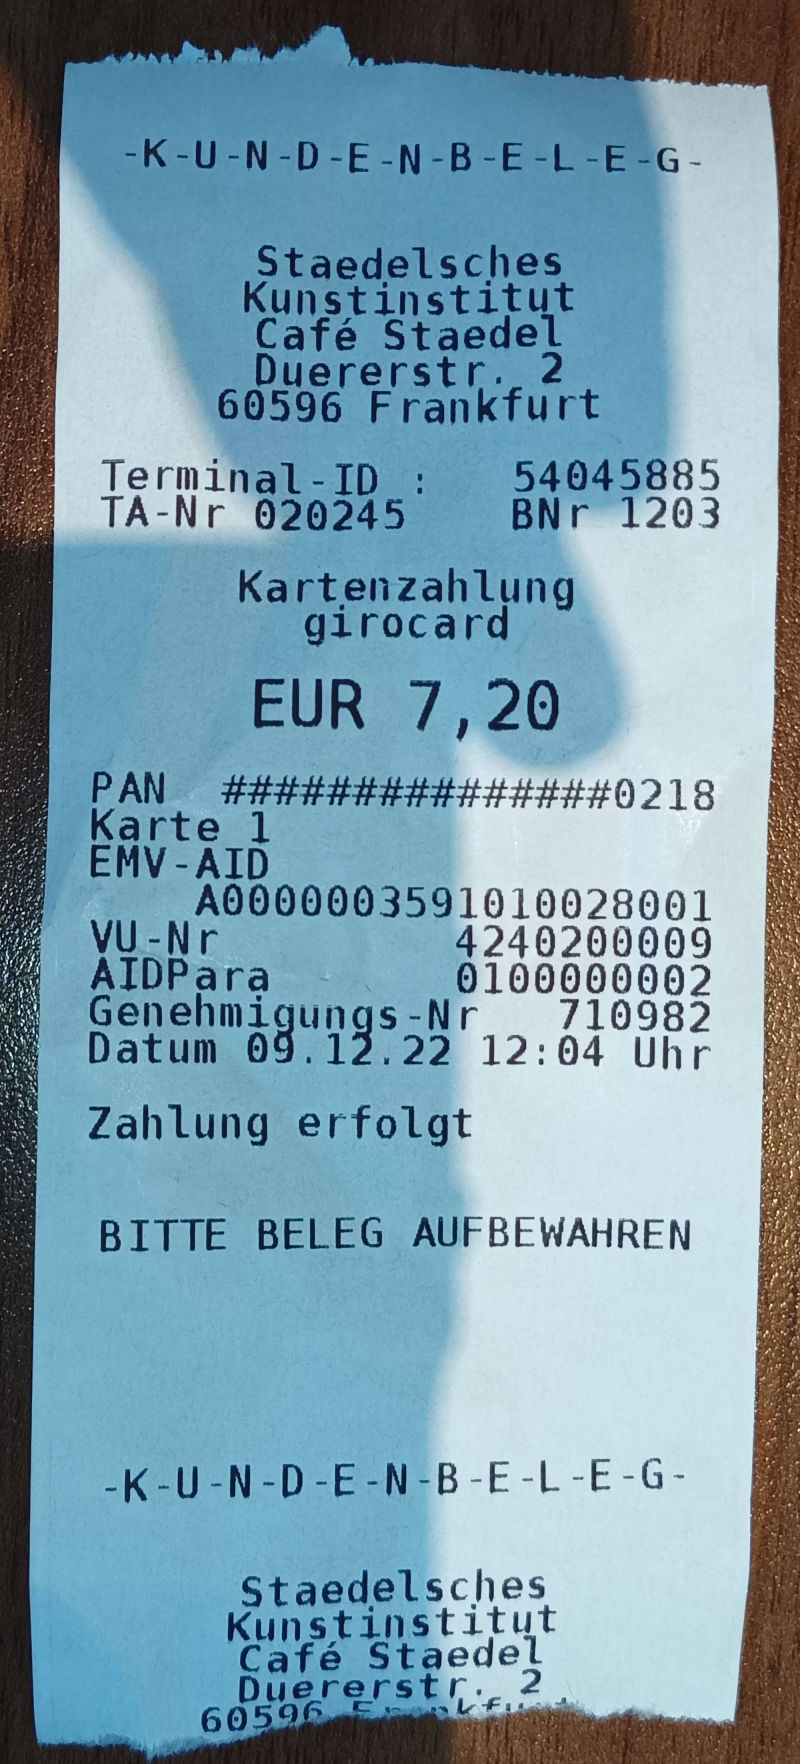 -K-U-N-D-E-N-B-E-L-E-G-
Staedelsches
Kunstinstitut
Café Staedel
Duererstr. 2
60596 Frankfurt
Terminal-ID : 54045885
TA-Nr 020245 BNr 1203
Kartenzahlung
girocard
EUR 7,20
PAN ###############0218
Karte 1
EMV-AID
A0000003591010028001
VU-Nr 4240200009
AIDPara 0100000002
Genehmigungs-Nr 710982
Datum 09.12.22 12:04 Uhr
Zahlung erfolgt
BITTE BELEG AUFBEWAHREN
-K-U-N-D-E-N-B-E-L-E-G-
Staedelsches
Kunstinstitut
Café Staedel
Duererstr. 2
60596 Frankfurt